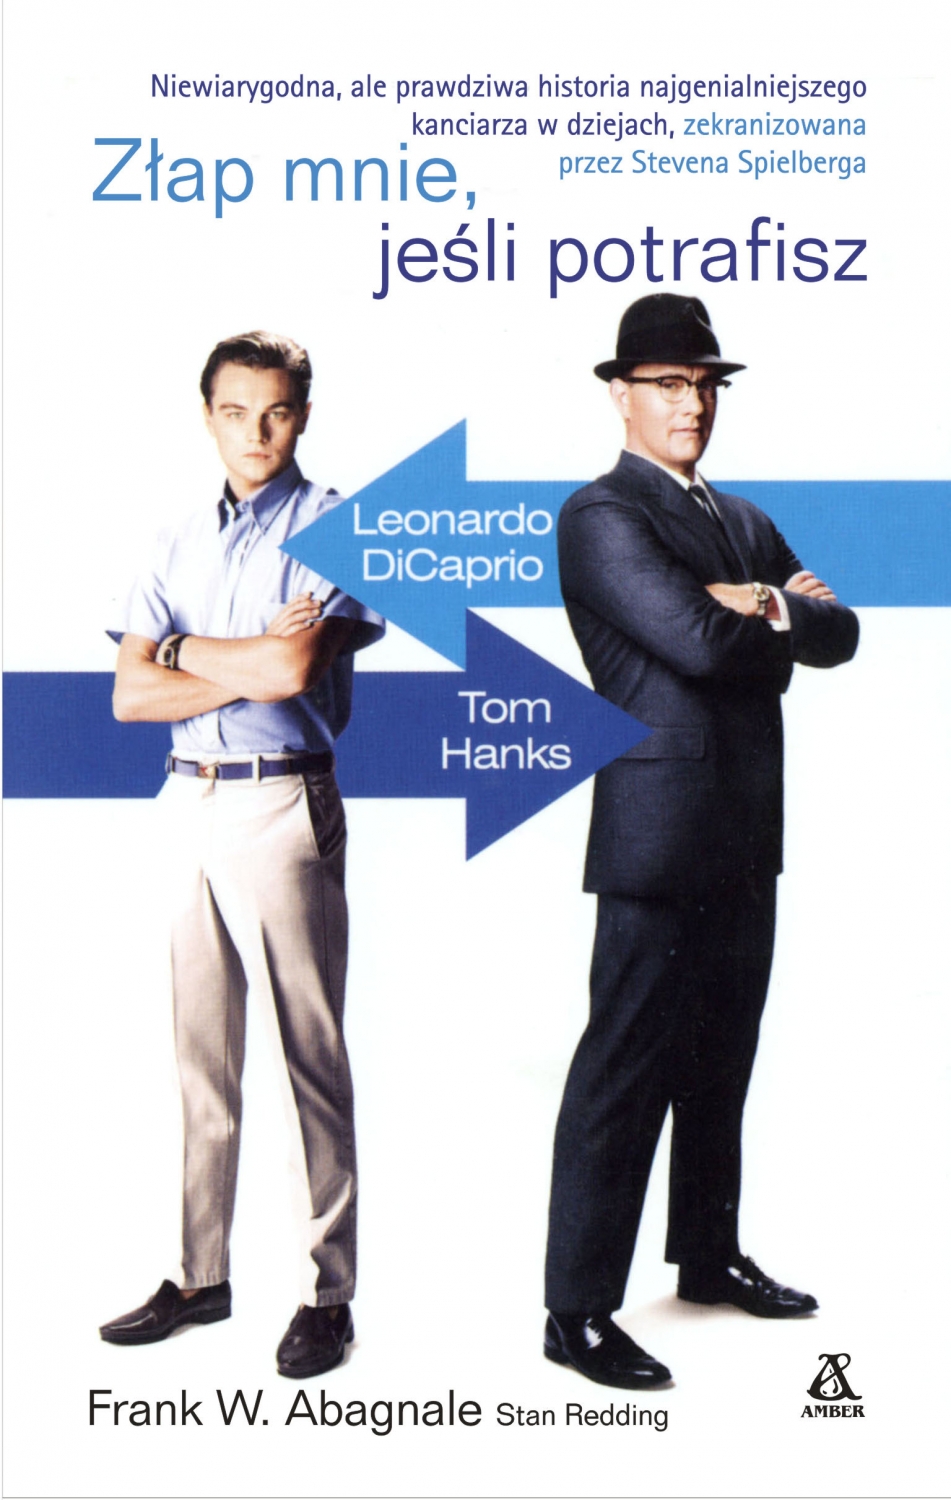 Niewiarygodna, ale prawdziwa historia najgenialniejszego
kanciarza w dziejach, zekranizowana
przez Stevena Spielberga
Złap mnie,
jeśli potrafisz
Leonardo
DiCaprio
Tom
Hanks
Frank W. Abagnale Stan Redding
AMBER